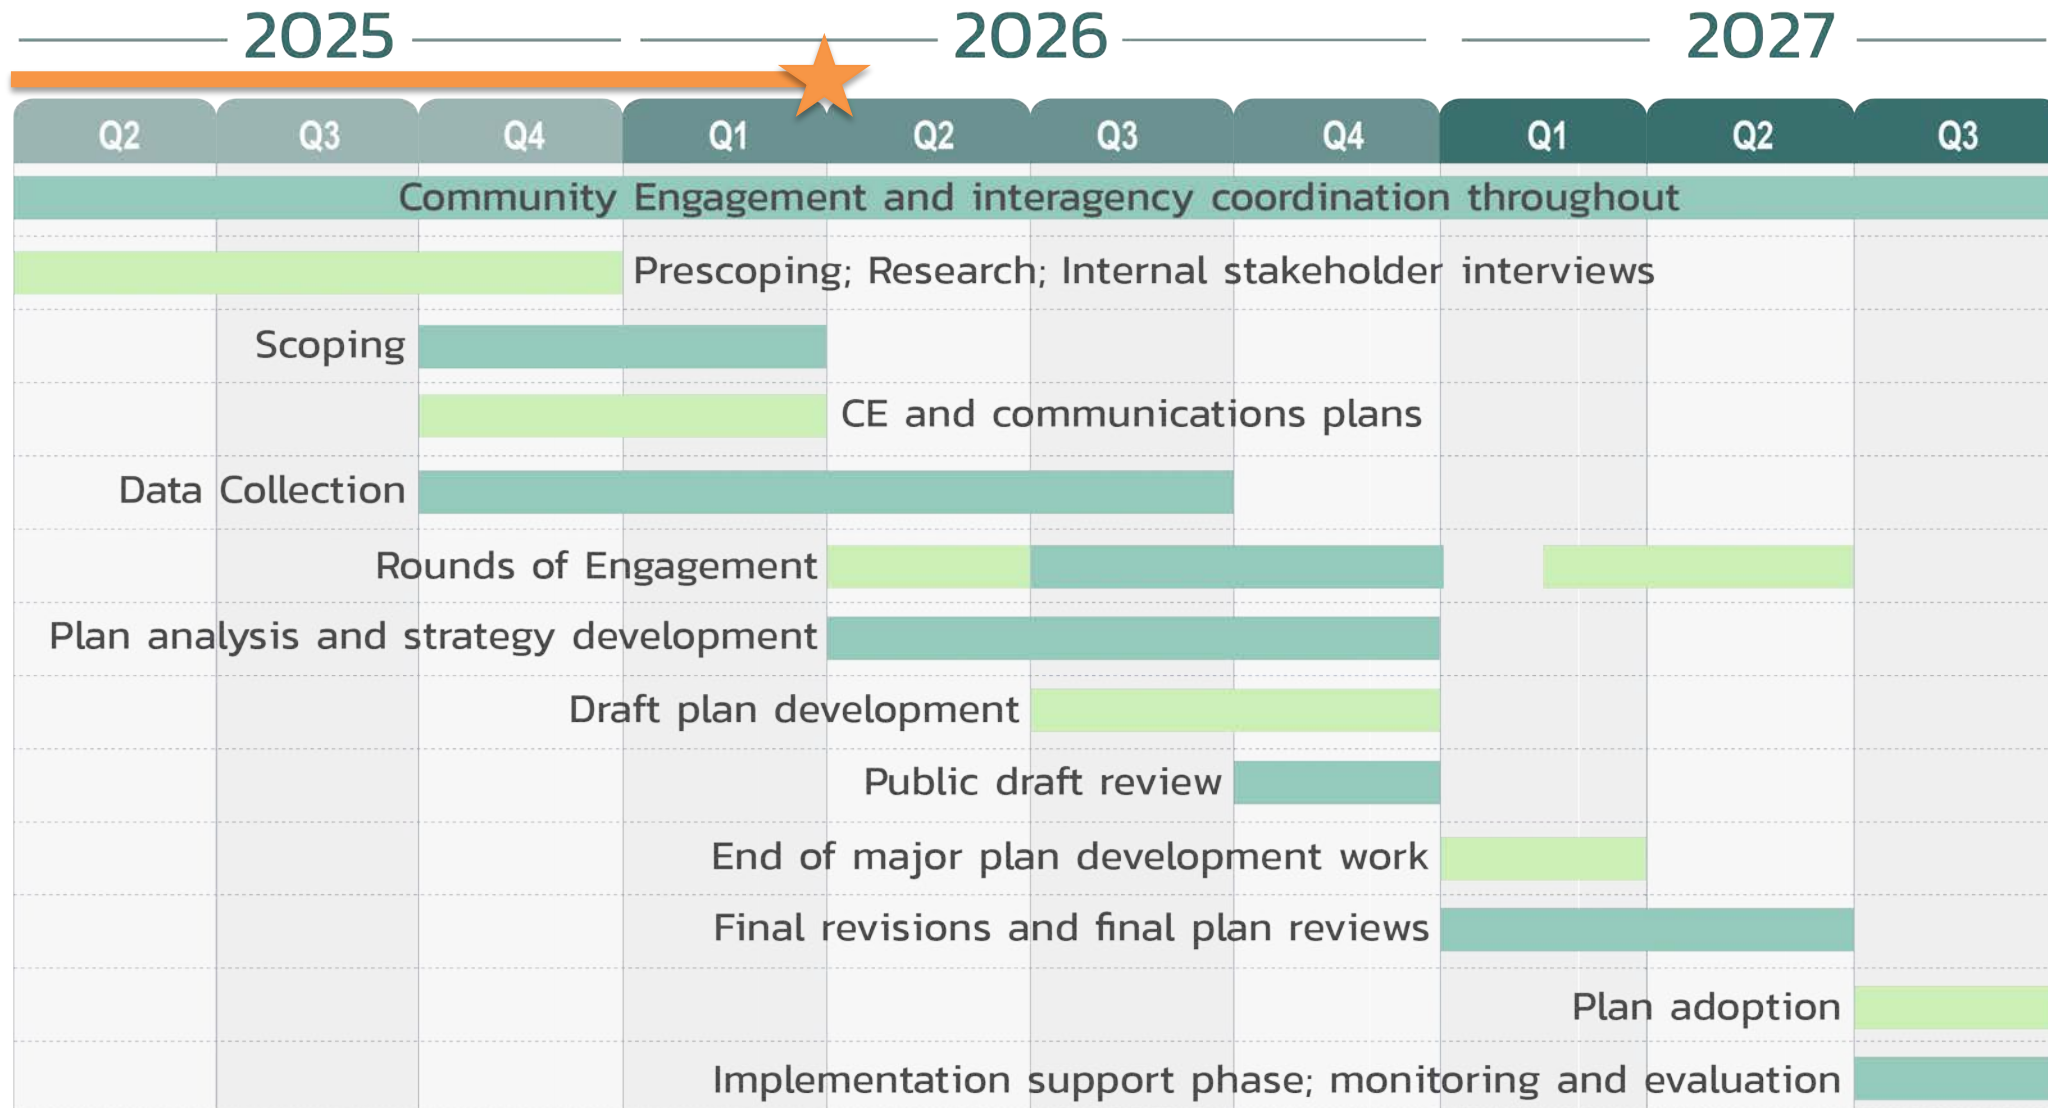 2025 2026 2027
Q2 Q3 Q4 Q1 Q2 Q3 Q4 Q1 Q2 Q3
Community Engagement and interagency coordination throughout
Prescoping; Research; Internal stakeholder interviews
Scoping
CE and communications plans
Data Collection
Rounds of Engagement
Plan analysis and strategy development
Draft plan development
Public draft review
End of major plan development work
Final revisions and final plan reviews
Plan adoption
Implementation support phase; monitoring and evaluation